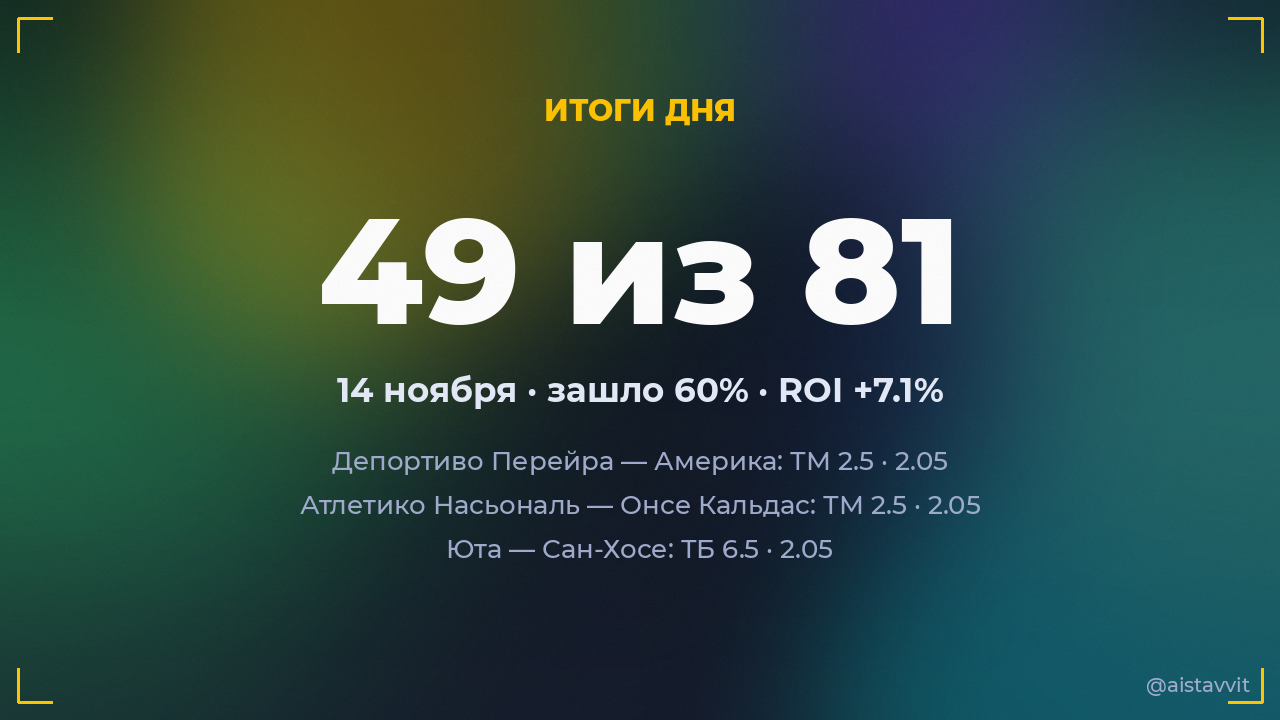 ИТОГИ ДНЯ
49 из 81
14 ноября · зашло 60% · ROI +7.1%
Депортиво Перейра — Америка: ТМ 2.5 · 2.05
Атлетико Насьональ — Онсе Кальдас: ТМ 2.5 · 2.05
Юта — Сан-Хосе: ТБ 6.5 · 2.05
@aistavvit